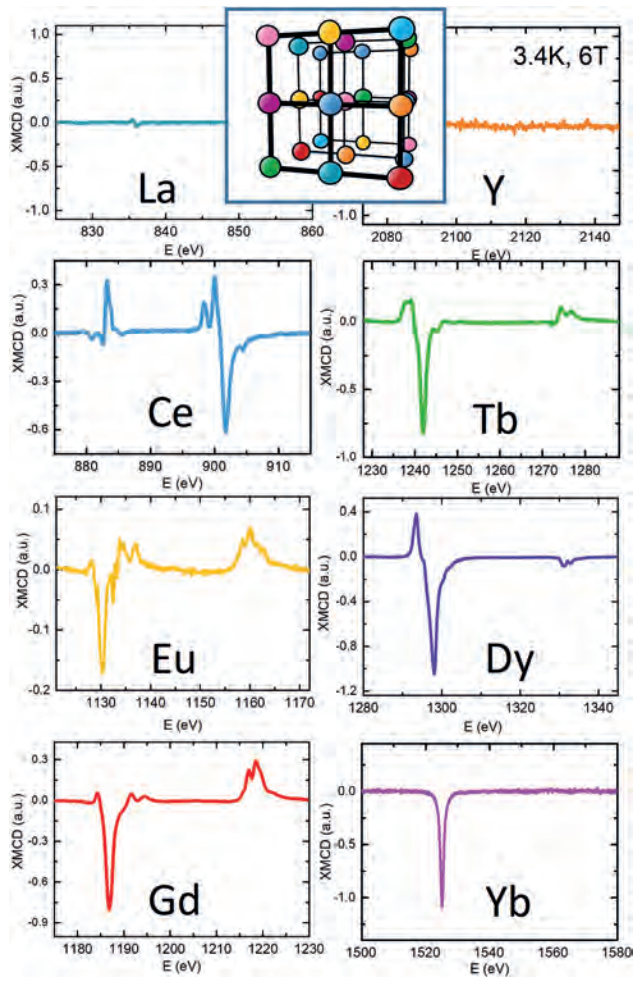 XMCD (a.u.)
1.0
0.5
0.0
-0.5
-1.0
La
830 840 850 860
E (eV)
3.4K, 6T
-1.0
Y
2080 2100 2120 2140
E (eV)
XMCD (a.u.)
0.3
0.0
-0.3
-0.6
Ce
880 890 900 910
E (eV)
XMCD (a.u.)
0.5
0.0
-0.5
-1.0
Tb
1230 1240 1250 1260 1270 1280
E (eV)
XMCD (a.u.)
0.1
0.0
-0.1
-0.2
Eu
1130 1140 1150 1160 1170
E (eV)
XMCD (a.u.)
0.4
0.0
-0.4
-0.8
-1.2
Dy
1280 1300 1320 1340
E (eV)
XMCD (a.u.)
0.3
0.0
-0.3
-0.6
-0.9
Gd
1180 1190 1200 1210 1220 1230
E (eV)
XMCD (a.u.)
0.0
-0.5
-1.0
Yb
1500 1520 1540 1560 1580
E (eV)